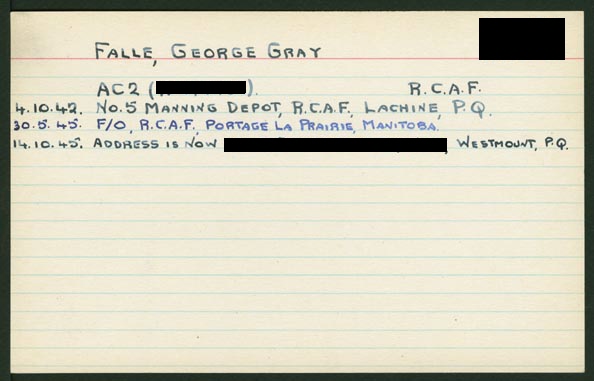 FALLE, GEORGE GRAY
AC2 ( ). R.C.A.F.
4.10.42. No.5 MANNING DEPOT, R.C.A.F., LACHINE, P.Q.
30.5.45. F/O, R.C.A.F., PORTAGE LA PRAIRIE, MANITOBA.
14.10.45. ADDRESS IS NOW , WESTMOUNT, P.Q.